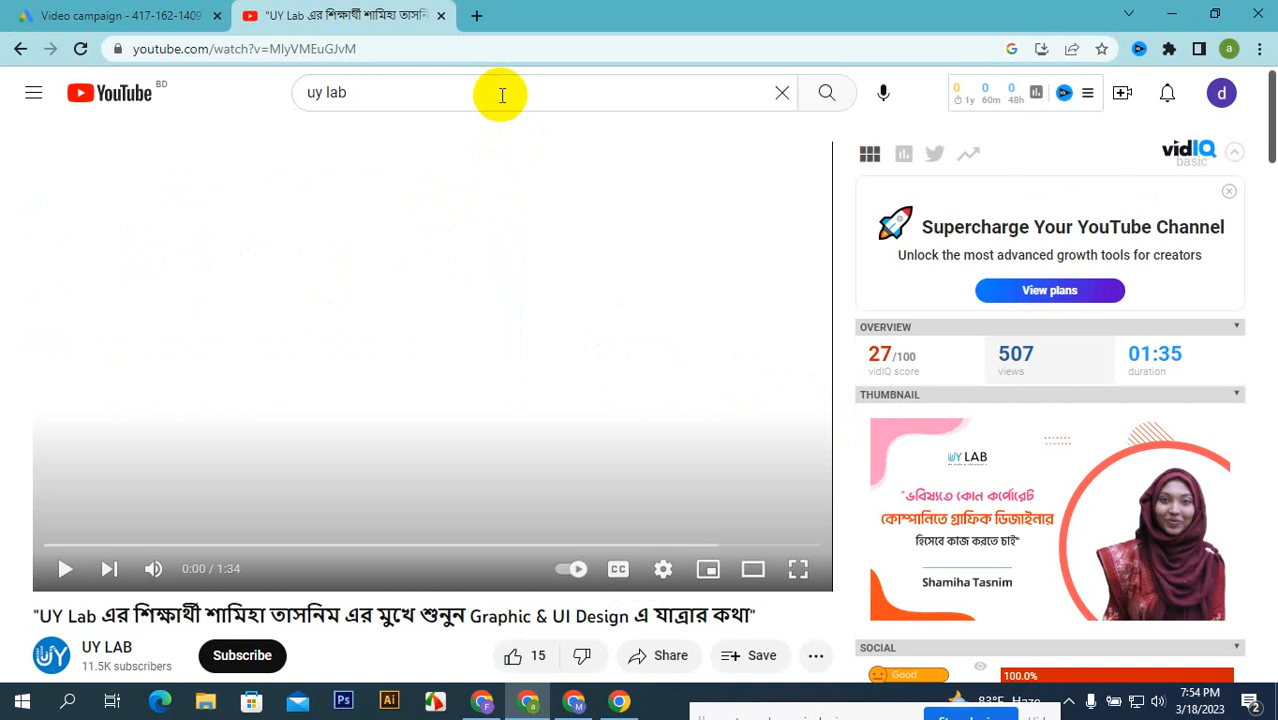 Video campaign - 417-162-1409
"UY Lab এর শিক্ষার্থী শামিহা তাসনি
youtube.com/watch?v=MIyVMEuGJvM
YouTube BD
uy lab
0 0 0
1y 60m 48h
d
vidIQ
basic
Supercharge Your YouTube Channel
Unlock the most advanced growth tools for creators
View plans
OVERVIEW
27/100 507 01:35
vidIQ score views duration
THUMBNAIL
UY LAB
"ভবিষ্যতে কোন কর্পোরেট
কোম্পানিতে গ্রাফিক ডিজাইনার
হিসেবে কাজ করতে চাই"
Shamiha Tasnim
0:00 / 1:34
CC
"UY Lab এর শিক্ষার্থী শামিহা তাসনিম এর মুখে শুনুন Graphic & UI Design এ যাত্রার কথা"
UY LAB
11.5K subscribers
Subscribe
15
Share
Save
SOCIAL
Good
100.0%
83°F Haze
7:54 PM
3/18/2023